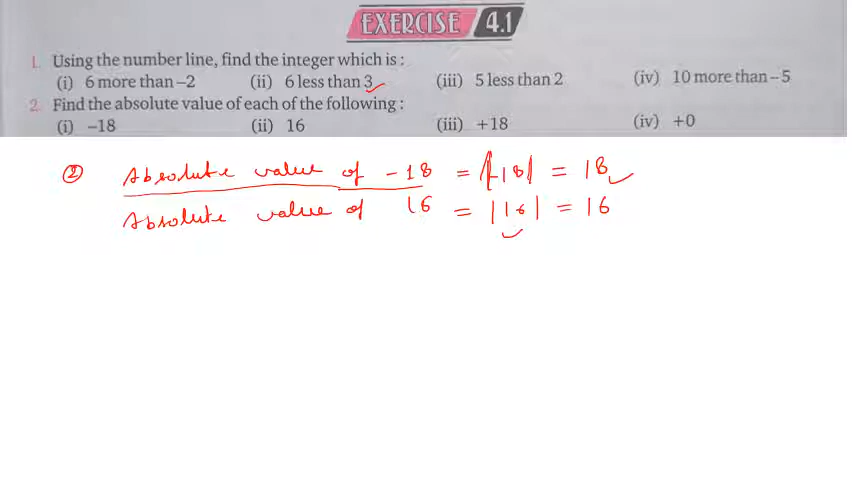 EXERCISE 4.1
1. Using the number line, find the integer which is :
(i) 6 more than −2 (ii) 6 less than 3 (iii) 5 less than 2 (iv) 10 more than −5
2. Find the absolute value of each of the following :
(i) −18 (ii) 16 (iii) +18 (iv) +0
② Absolute value of -18 = |-18| = 18
Absolute value of 16 = |16| = 16